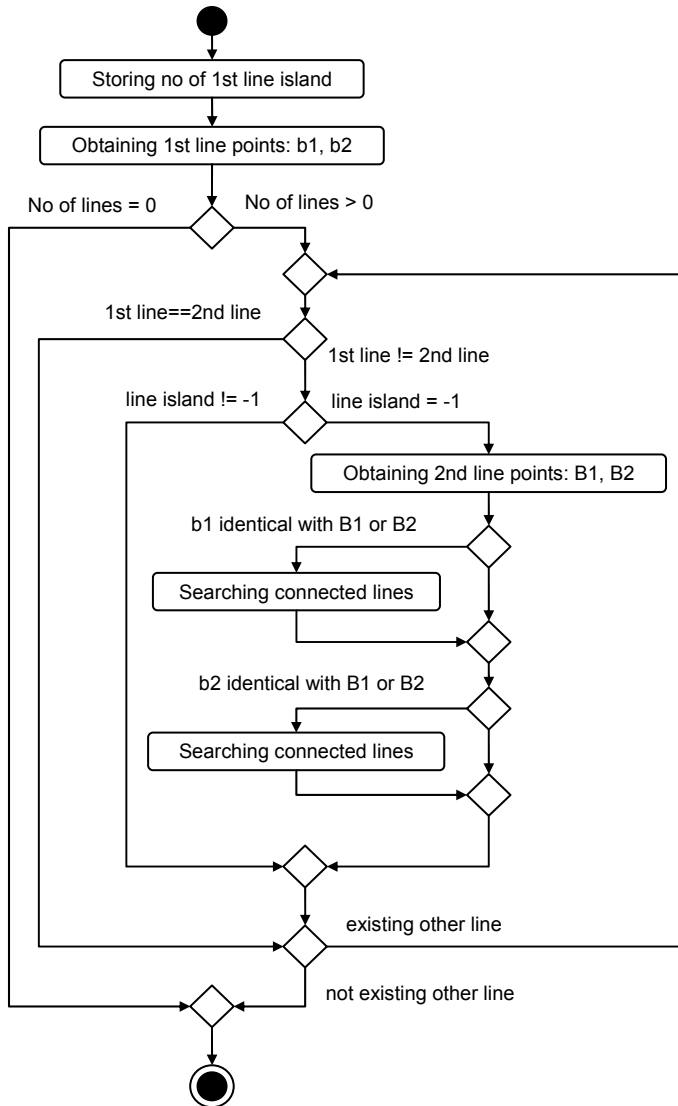 Storing no of 1st line island
Obtaining 1st line points: b1, b2
No of lines = 0
No of lines > 0
1st line==2nd line
1st line != 2nd line
line island != -1
line island = -1
Obtaining 2nd line points: B1, B2
b1 identical with B1 or B2
Searching connected lines
b2 identical with B1 or B2
Searching connected lines
existing other line
not existing other line